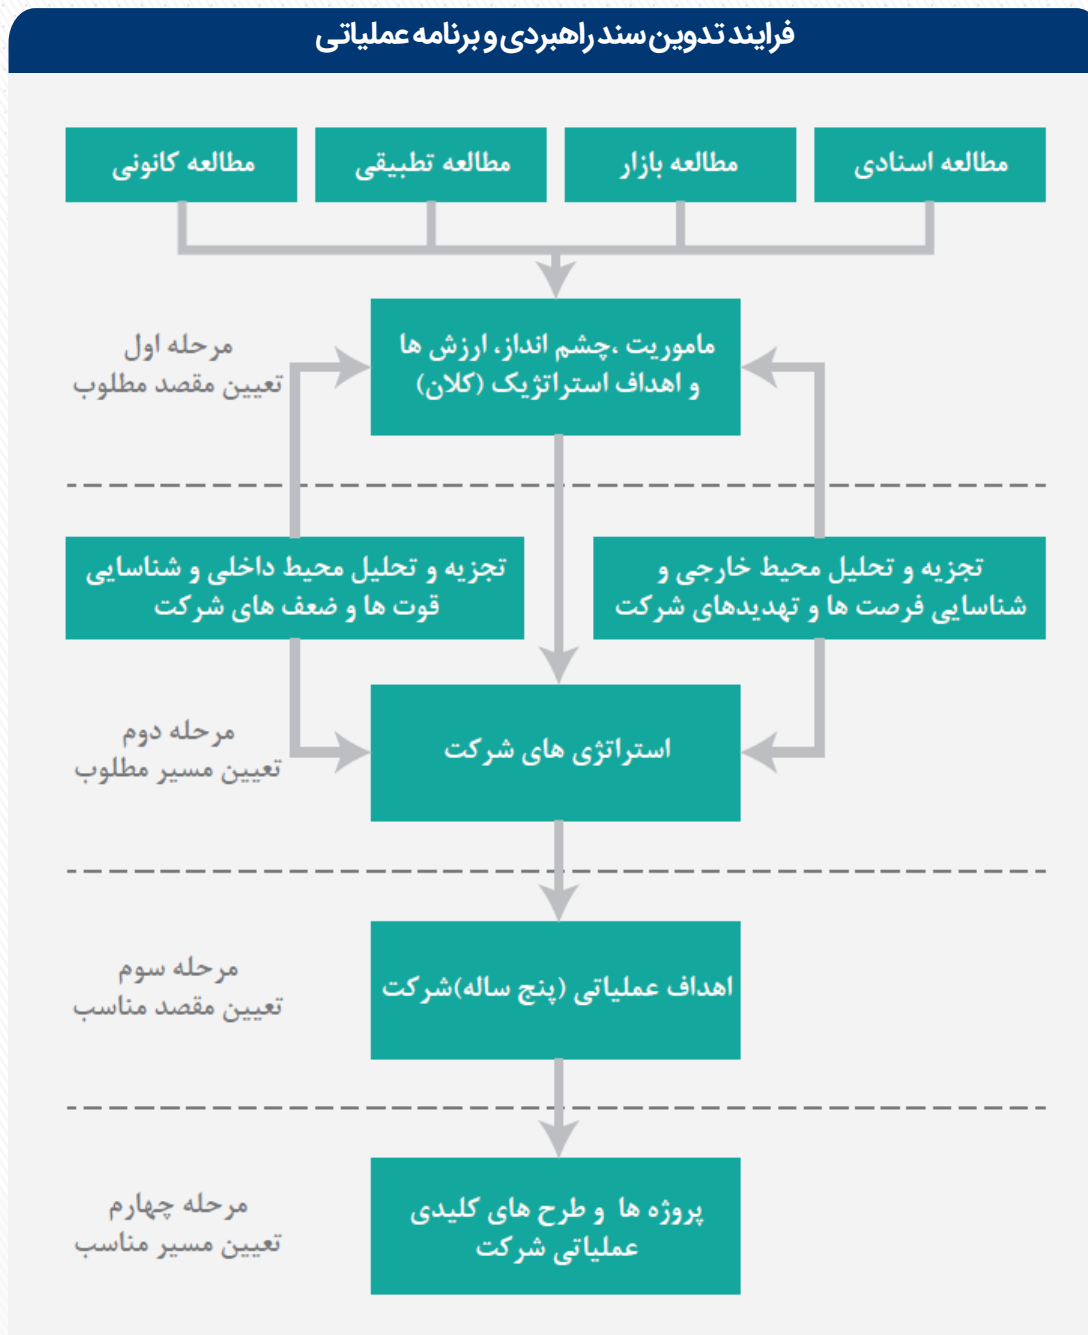 فرایند تدوین سند راهبردی و برنامه عملیاتی
مطالعه اسنادی
مطالعه بازار
مطالعه تطبیقی
مطالعه کانونی
ماموریت ،چشم انداز، ارزش ها
و اهداف استراتژیک (کلان)
مرحله اول
تعیین مقصد مطلوب
تجزیه و تحلیل محیط خارجی و
شناسایی فرصت ها و تهدیدهای شرکت
تجزیه و تحلیل محیط داخلی و شناسایی
قوت ها و ضعف های شرکت
استراتژی های شرکت
مرحله دوم
تعیین مسیر مطلوب
اهداف عملیاتی (پنج ساله)شرکت
مرحله سوم
تعیین مقصد مناسب
پروژه ها و طرح های کلیدی
عملیاتی شرکت
مرحله چهارم
تعیین مسیر مناسب